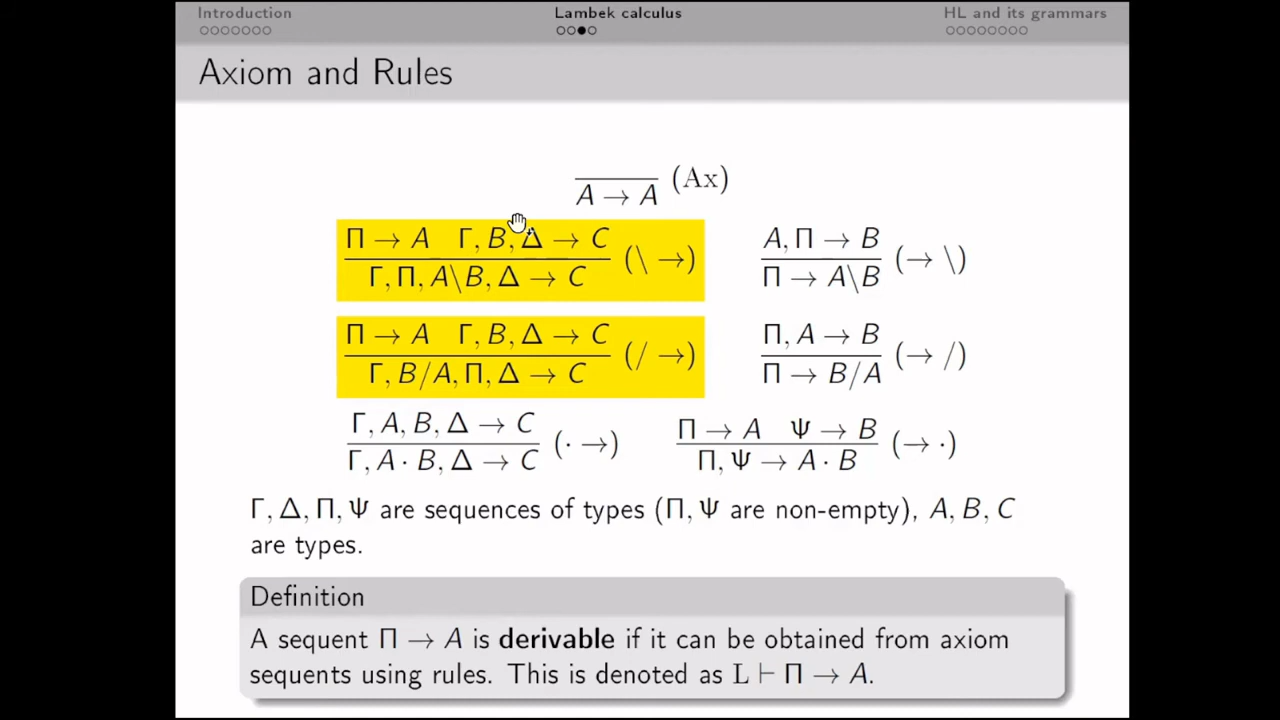 Introduction Lambek calculus HL and its grammars
Axiom and Rules
A → A (Ax)
Π → A Γ, B, Δ → C
Γ, Π, A\B, Δ → C (\ →)
A, Π → B
Π → A\B (→ \)
Π → A Γ, B, Δ → C
Γ, B/A, Π, Δ → C (/ →)
Π, A → B
Π → B/A (→ /)
Γ, A, B, Δ → C
Γ, A · B, Δ → C (· →)
Π → A Ψ → B
Π, Ψ → A · B (→ ·)
Γ, Δ, Π, Ψ are sequences of types (Π, Ψ are non-empty), A, B, C
are types.
Definition
A sequent Π → A is derivable if it can be obtained from axiom
sequents using rules. This is denoted as L ⊢ Π → A.